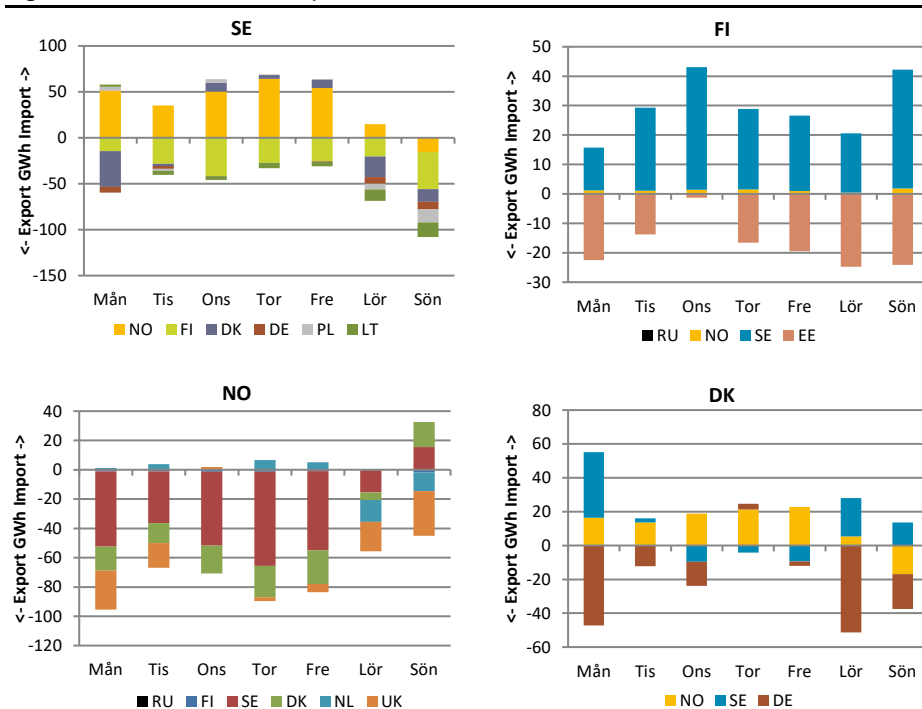 SE
<- Export GWh Import ->
100
50
0
-50
-100
-150
Mån Tis Ons Tor Fre Lör Sön
NO FI DK DE PL LT
FI
<- Export GWh Import ->
50
40
30
20
10
0
-10
-20
-30
Mån Tis Ons Tor Fre Lör Sön
RU NO SE EE
NO
<- Export GWh Import ->
40
20
0
-20
-40
-60
-80
-100
-120
Mån Tis Ons Tor Fre Lör Sön
RU FI SE DK NL UK
DK
<- Export GWh Import ->
80
60
40
20
0
-20
-40
-60
Mån Tis Ons Tor Fre Lör Sön
NO SE DE